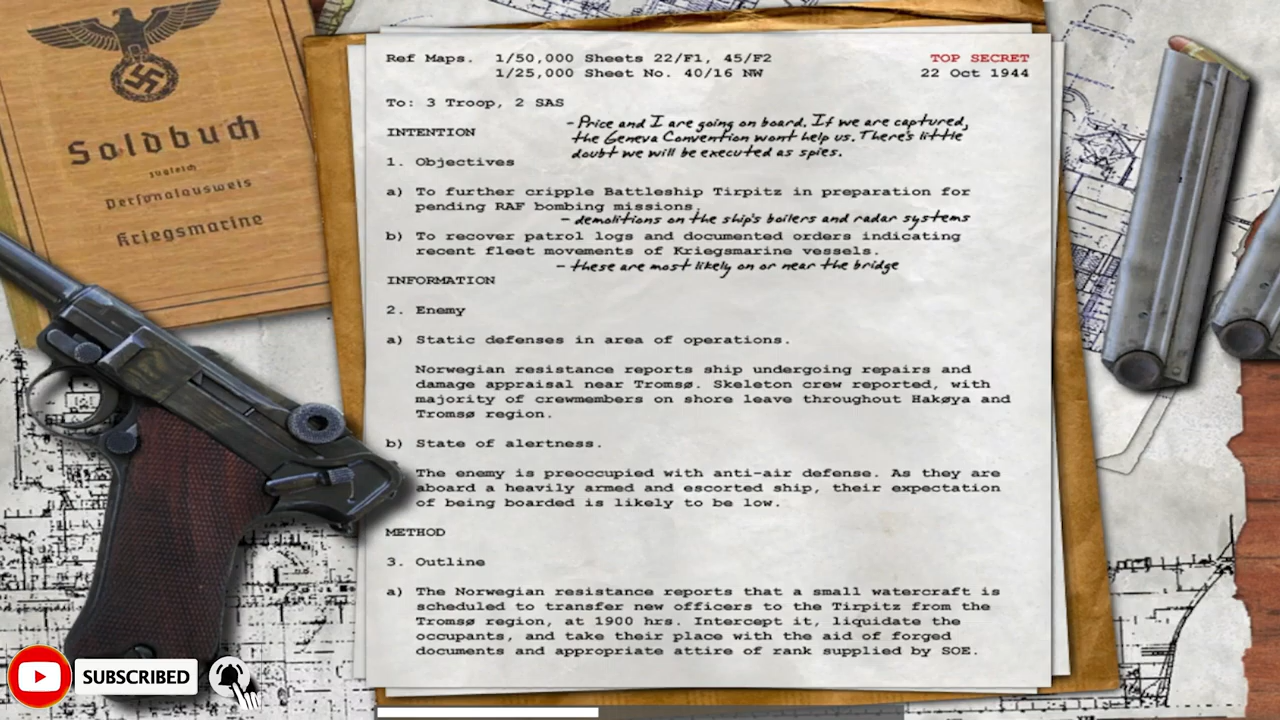 Soldbuch
zugleich
Personalausweis
Kriegsmarine
Ref Maps. 1/50,000 Sheets 22/F1, 45/F2
1/25,000 Sheet No. 40/16 NW
TOP SECRET
22 Oct 1944
To: 3 Troop, 2 SAS
- Price and I are going on board. If we are captured,
the Geneva Convention wont help us. There's little
doubt we will be executed as spies.
INTENTION
1. Objectives
a) To further cripple Battleship Tirpitz in preparation for
pending RAF bombing missions.
- demolitions on the ship's boilers and radar systems
b) To recover patrol logs and documented orders indicating
recent fleet movements of Kriegsmarine vessels.
- these are most likely on or near the bridge
INFORMATION
2. Enemy
a) Static defenses in area of operations.
Norwegian resistance reports ship undergoing repairs and
damage appraisal near Tromsø. Skeleton crew reported, with
majority of crewmembers on shore leave throughout Hakøya and
Tromsø region.
b) State of alertness.
The enemy is preoccupied with anti-air defense. As they are
aboard a heavily armed and escorted ship, their expectation
of being boarded is likely to be low.
METHOD
3. Outline
a) The Norwegian resistance reports that a small watercraft is
scheduled to transfer new officers to the Tirpitz from the
Tromsø region, at 1900 hrs. Intercept it, liquidate the
occupants, and take their place with the aid of forged
documents and appropriate attire of rank supplied by SOE.
SUBSCRIBED